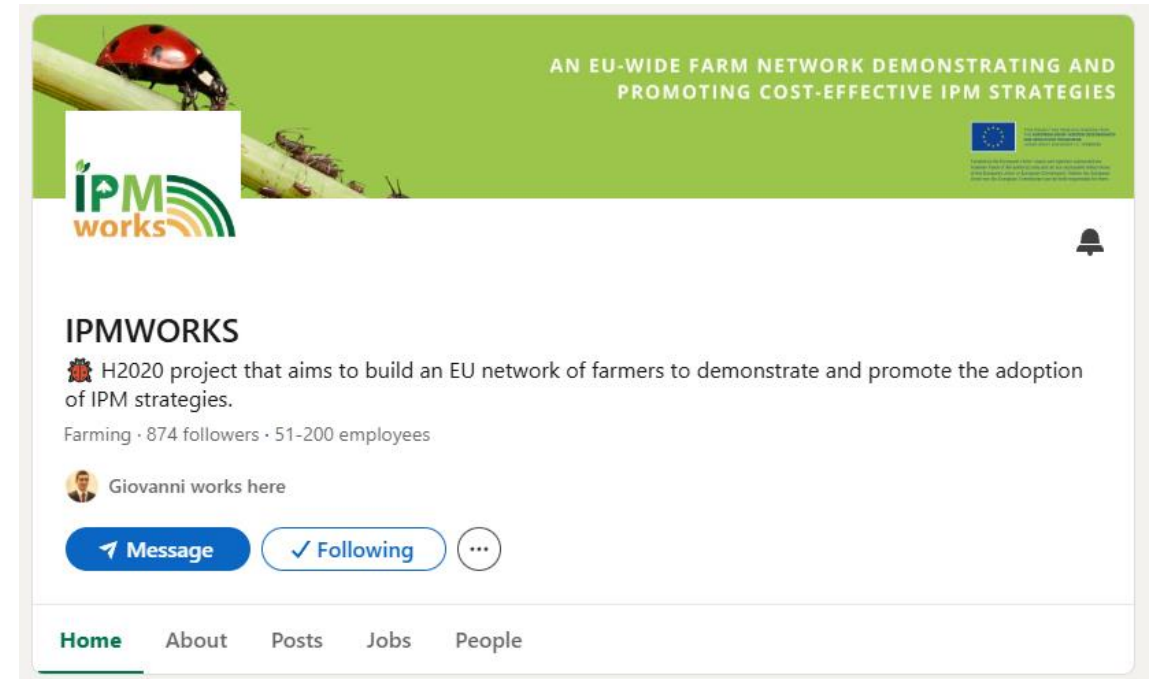 AN EU-WIDE FARM NETWORK DEMONSTRATING AND
PROMOTING COST-EFFECTIVE IPM STRATEGIES
IPM
works
IPMWORKS
🐞 H2020 project that aims to build an EU network of farmers to demonstrate and promote the adoption
of IPM strategies.
Farming · 874 followers · 51-200 employees
Giovanni works here
Message
Following
Home About Posts Jobs People